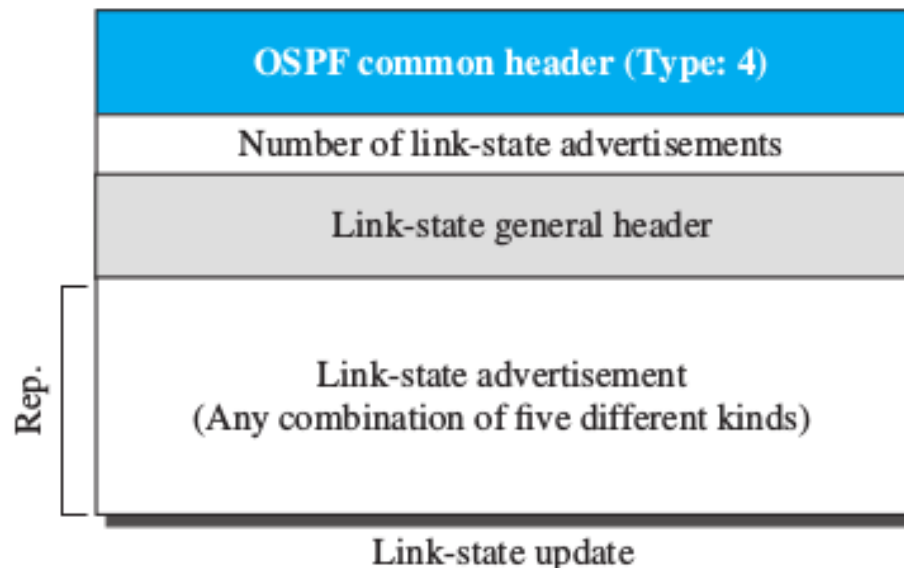 OSPF common header (Type: 4)
Number of link-state advertisements
Link-state general header
Rep.
Link-state advertisement
(Any combination of five different kinds)
Link-state update